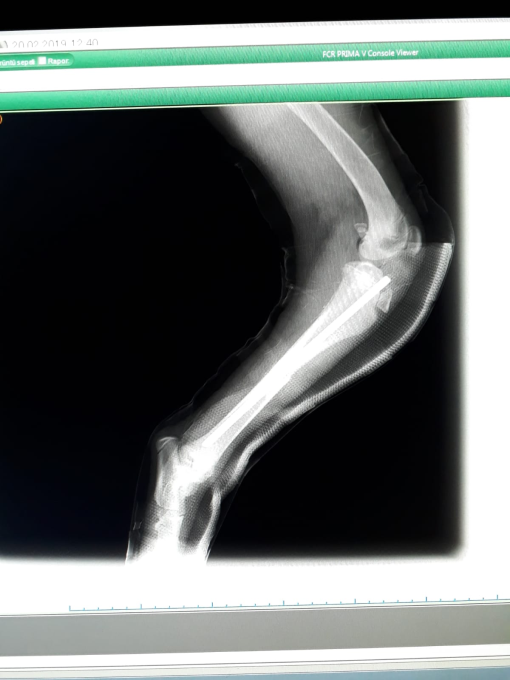 20.02.2019 12:40
FCR PRIMA V Console Viewer
Rapor